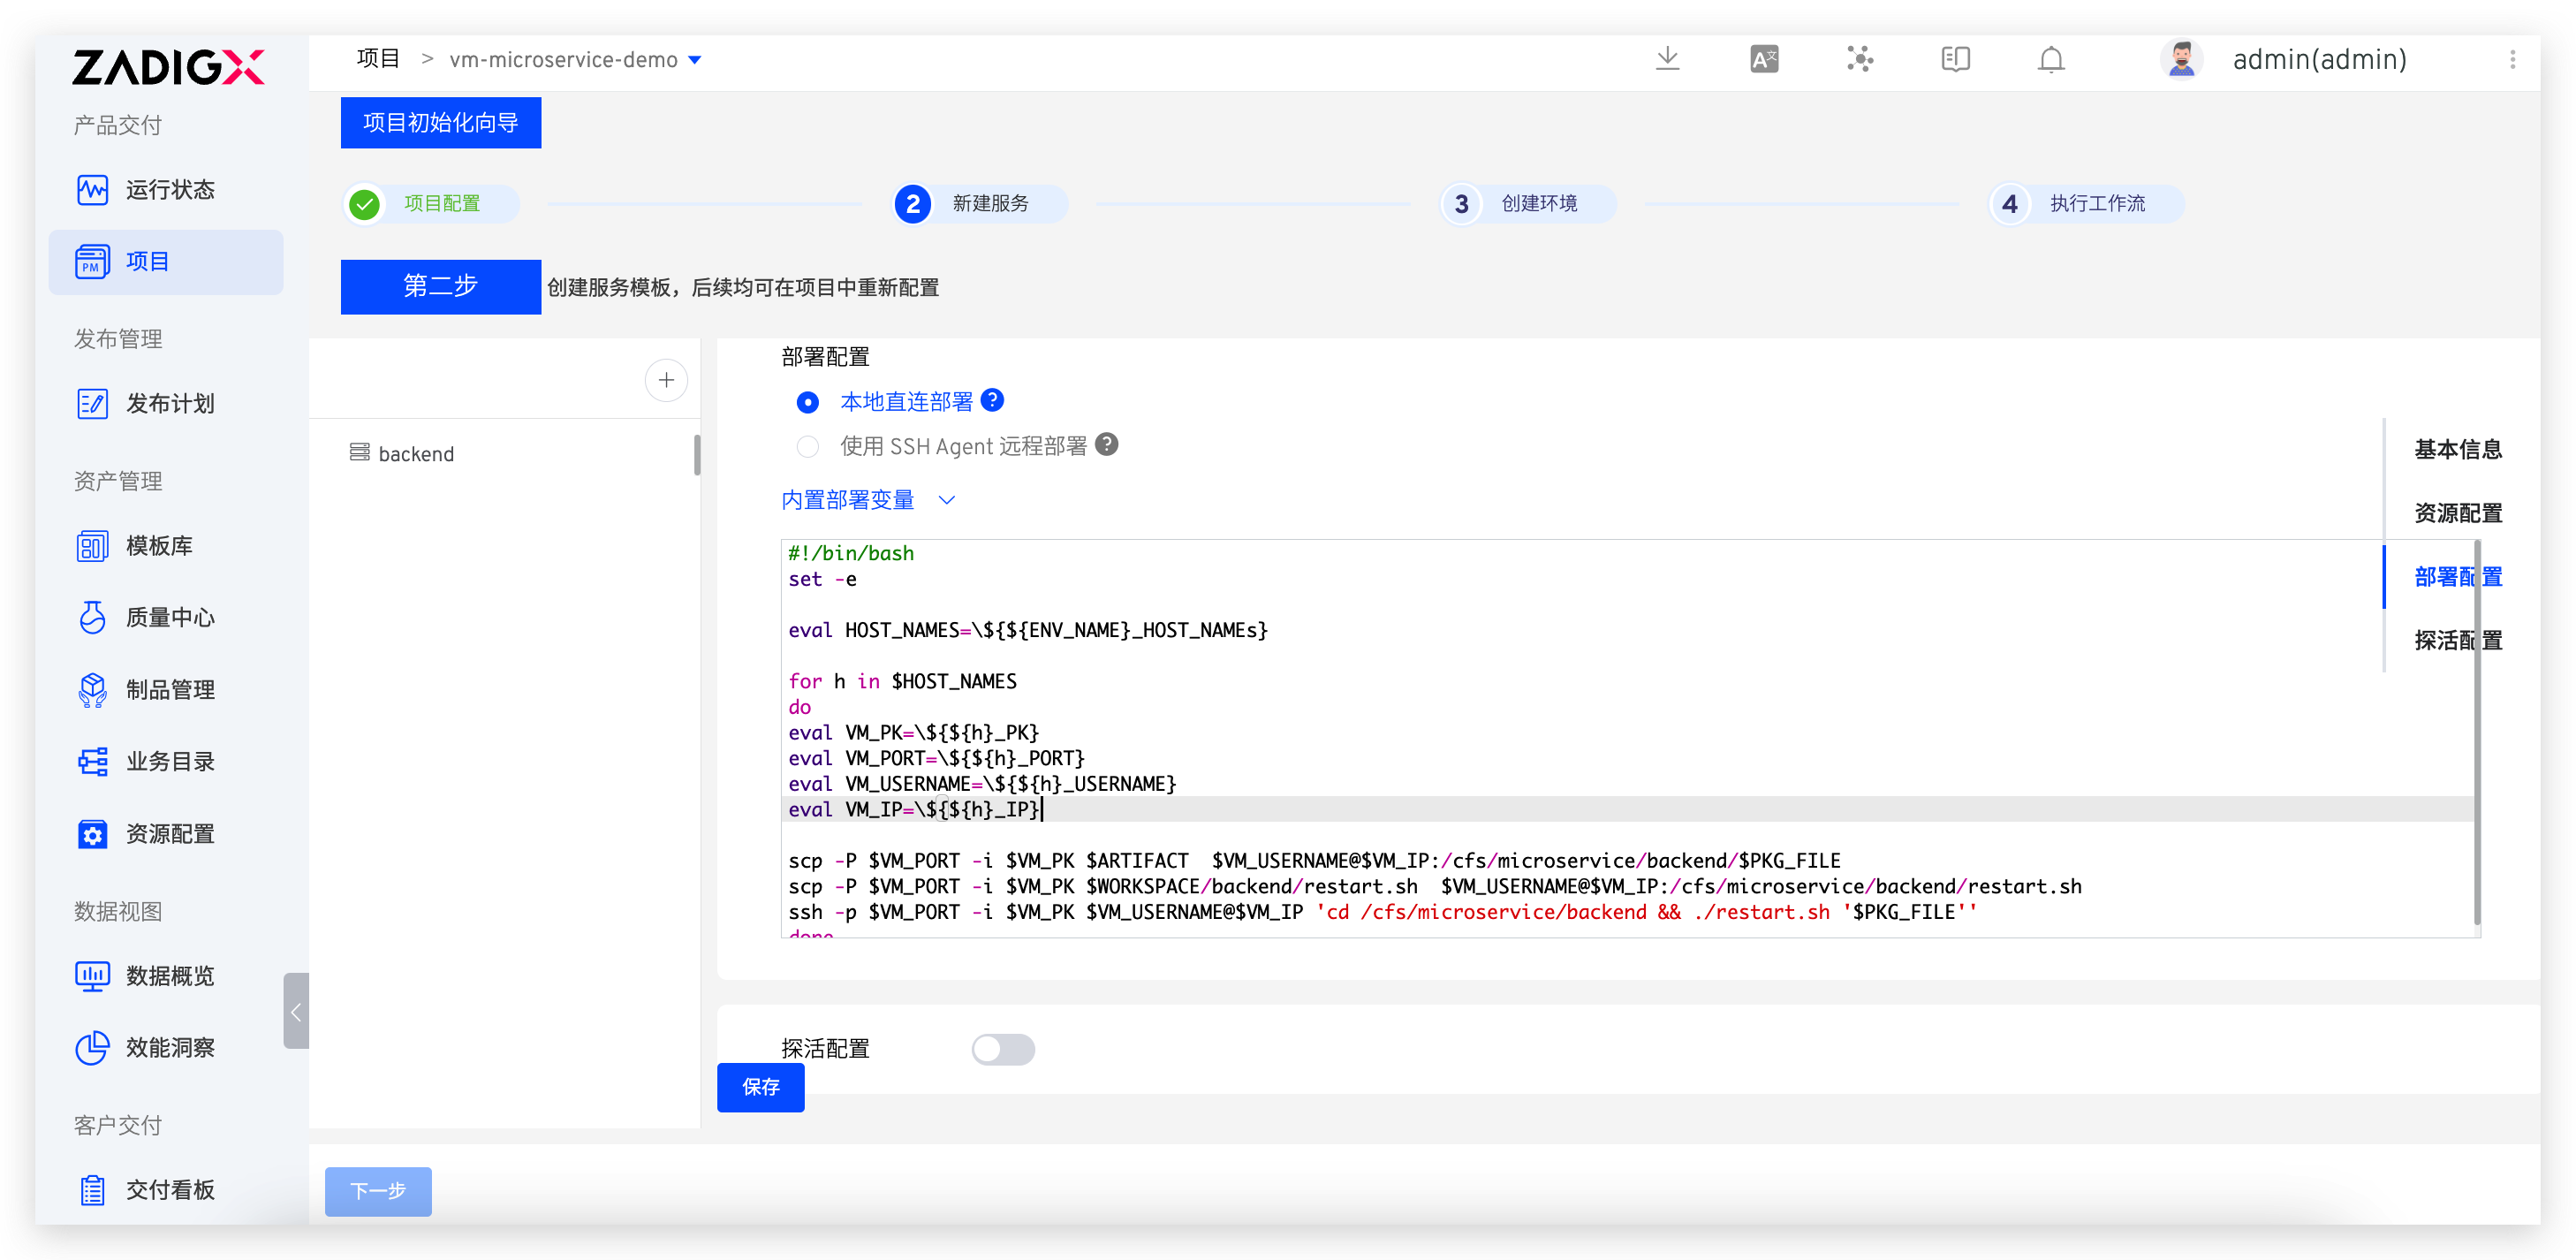 ZADIGX
项目 > vm-microservice-demo
admin(admin)
产品交付
运行状态
项目
发布管理
发布计划
资产管理
模板库
质量中心
制品管理
业务目录
资源配置
数据视图
数据概览
效能洞察
客户交付
交付看板
项目初始化向导
项目配置
2 新建服务
3 创建环境
4 执行工作流
第二步 创建服务模板，后续均可在项目中重新配置
backend
部署配置
本地直连部署 ?
使用 SSH Agent 远程部署 ?
内置部署变量
#!/bin/bash
set -e
eval HOST_NAMES=\${${ENV_NAME}_HOST_NAMEs}
for h in $HOST_NAMES
do
eval VM_PK=\${${h}_PK}
eval VM_PORT=\${${h}_PORT}
eval VM_USERNAME=\${${h}_USERNAME}
eval VM_IP=\${${h}_IP}
scp -P $VM_PORT -i $VM_PK $ARTIFACT  $VM_USERNAME@$VM_IP:/cfs/microservice/backend/$PKG_FILE
scp -P $VM_PORT -i $VM_PK $WORKSPACE/backend/restart.sh  $VM_USERNAME@$VM_IP:/cfs/microservice/backend/restart.sh
ssh -p $VM_PORT -i $VM_PK $VM_USERNAME@$VM_IP 'cd /cfs/microservice/backend && ./restart.sh '$PKG_FILE''
done
基本信息
资源配置
部署配置
探活配置
探活配置
保存
下一步